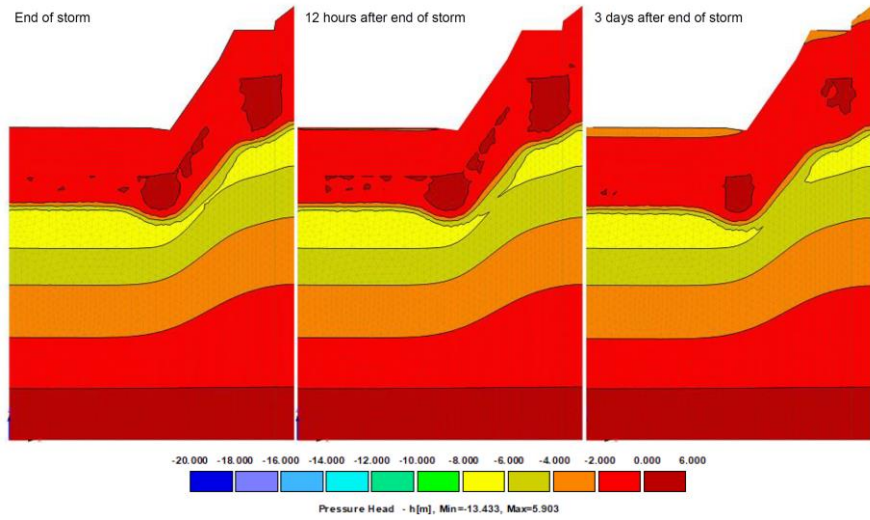 End of storm
12 hours after end of storm
3 days after end of storm
-20.000 -18.000 -16.000 -14.000 -12.000 -10.000 -8.000 -6.000 -4.000 -2.000 0.000 6.000
Pressure Head - h[m], Min=-13.433, Max=5.903